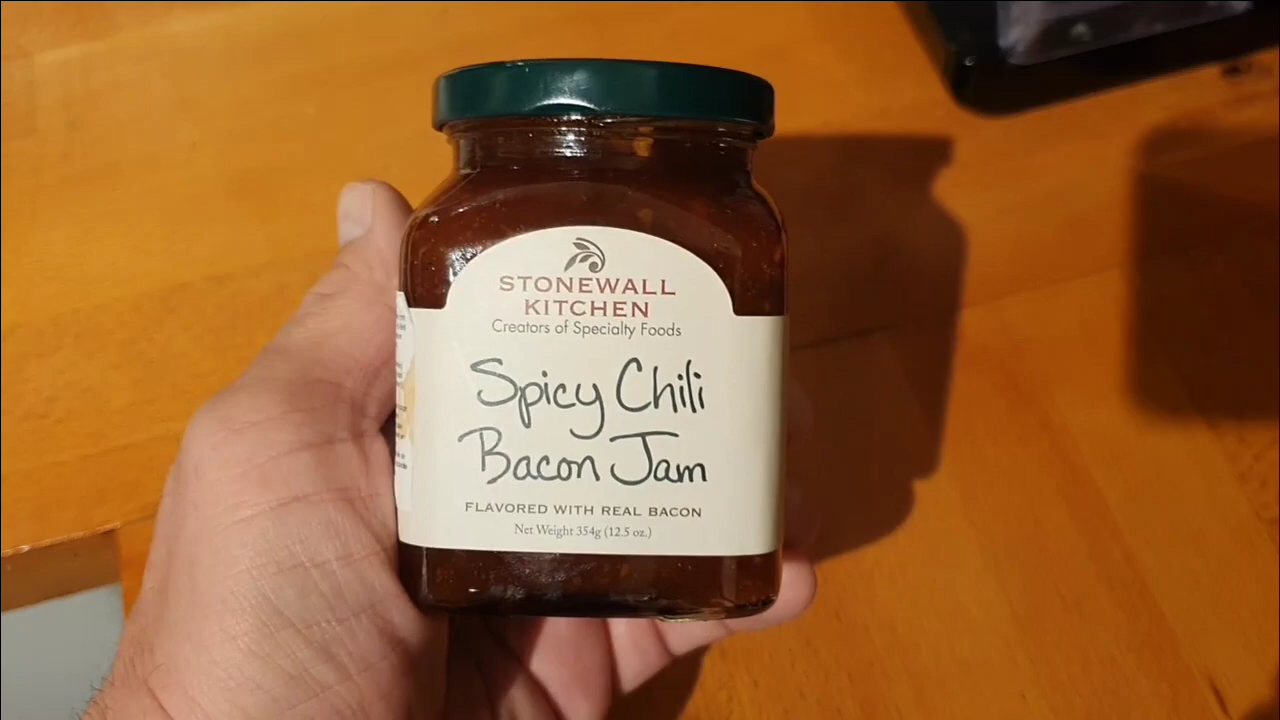 STONEWALL
KITCHEN
Creators of Specialty Foods
Spicy Chili
Bacon Jam
FLAVORED WITH REAL BACON
Net Weight 354g (12.5 oz.)